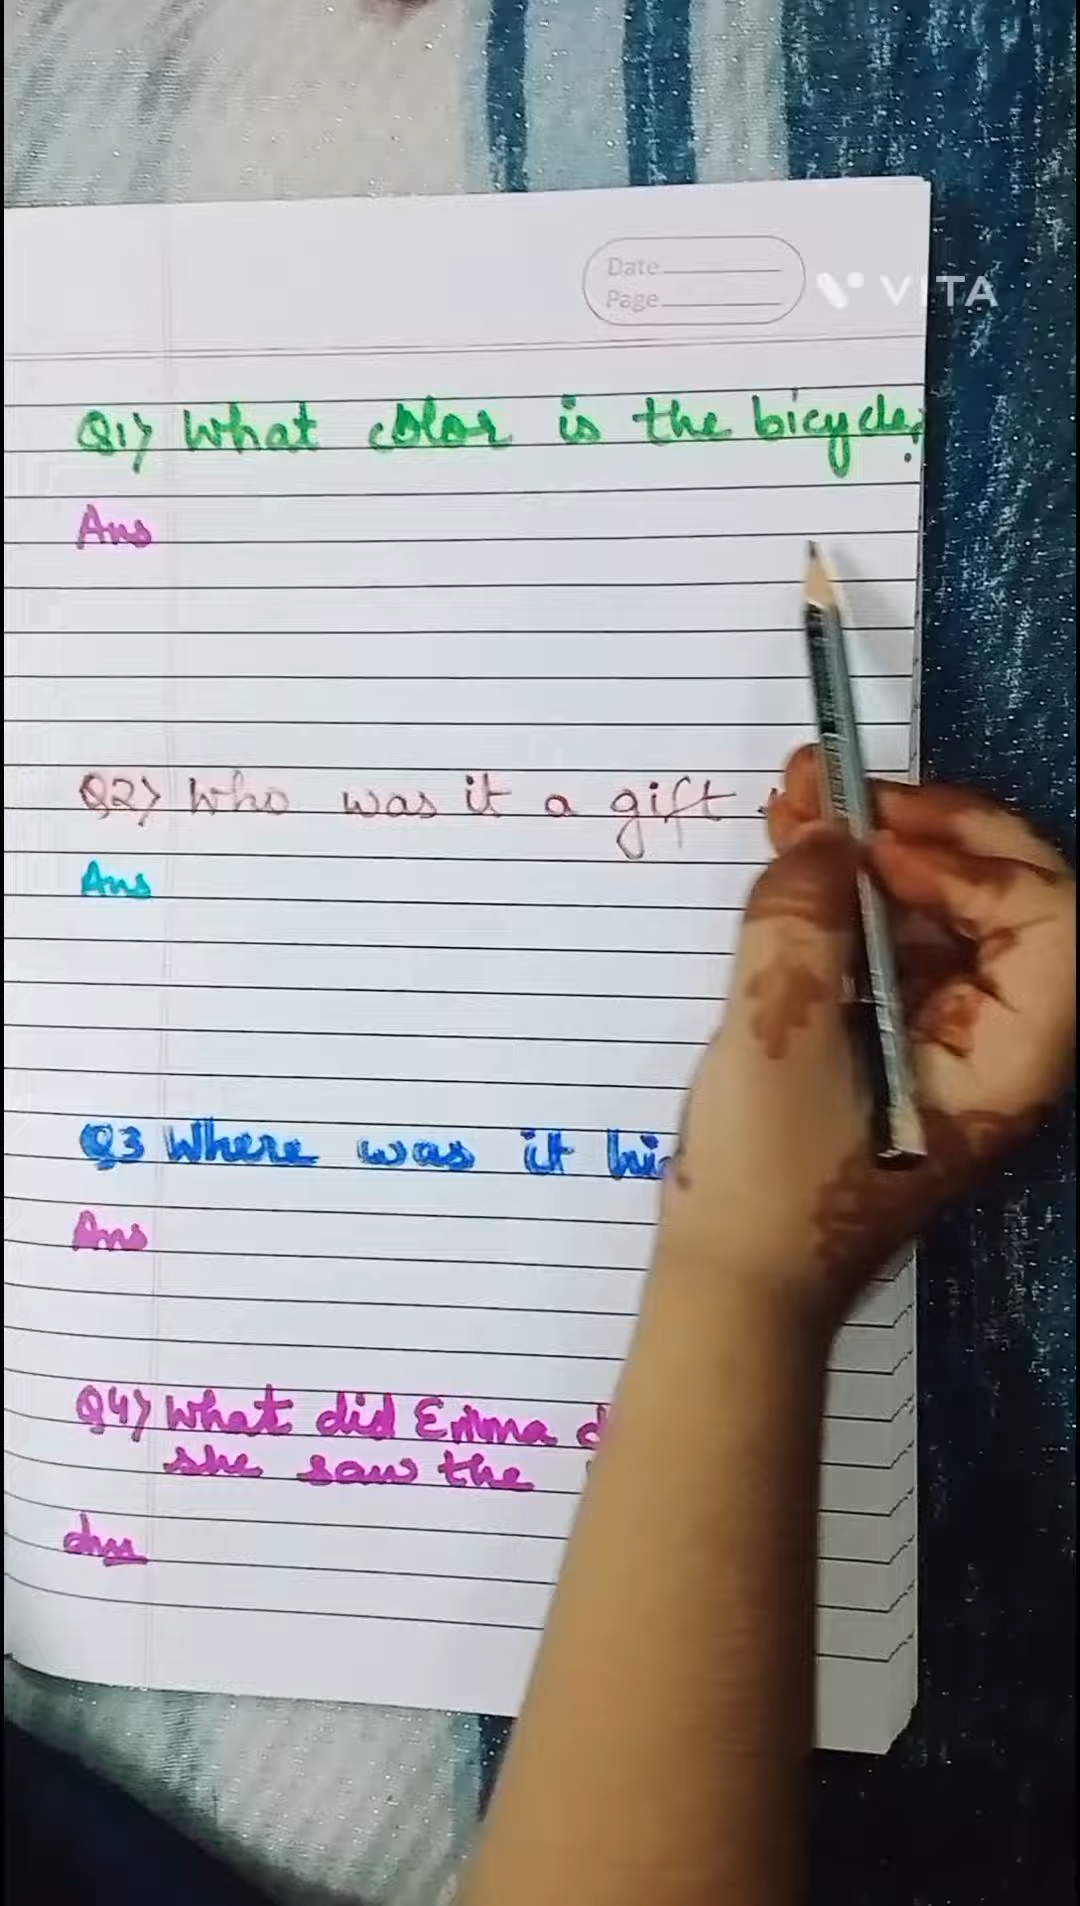 Date
Page
VITA
Q1) What color is the bicycle?
Ans
Q2) Who was it a gift
Ans
Q3 Where was it
Ans
Q4) What did Emma
she saw the
Ans